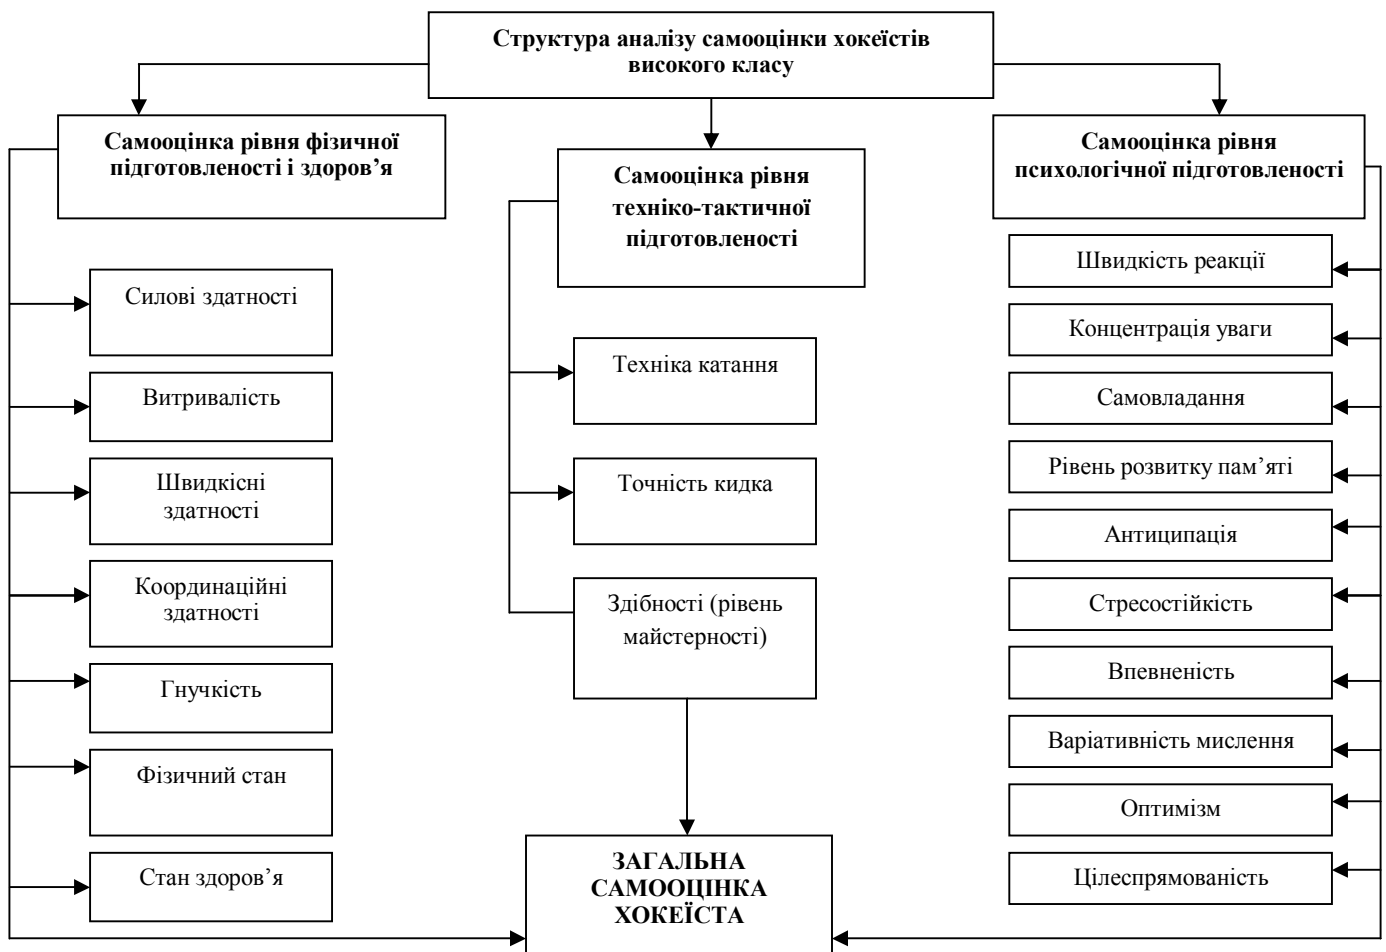 Структура аналізу самооцінки хокеїстів
високого класу
Самооцінка рівня фізичної
підготовленості і здоров’я
Силові здатності
Витривалість
Швидкісні
здатності
Координаційні
здатності
Гнучкість
Фізичний стан
Стан здоров’я
Самооцінка рівня
техніко-тактичної
підготовленості
Техніка катання
Точність кидка
Здібності (рівень
майстерності)
ЗАГАЛЬНА
САМООЦІНКА
ХОКЕЇСТА
Самооцінка рівня
психологічної підготовленості
Швидкість реакції
Концентрація уваги
Самовладання
Рівень розвитку пам’яті
Антиципація
Стресостійкість
Впевненість
Варіативність мислення
Оптимізм
Цілеспрямованість